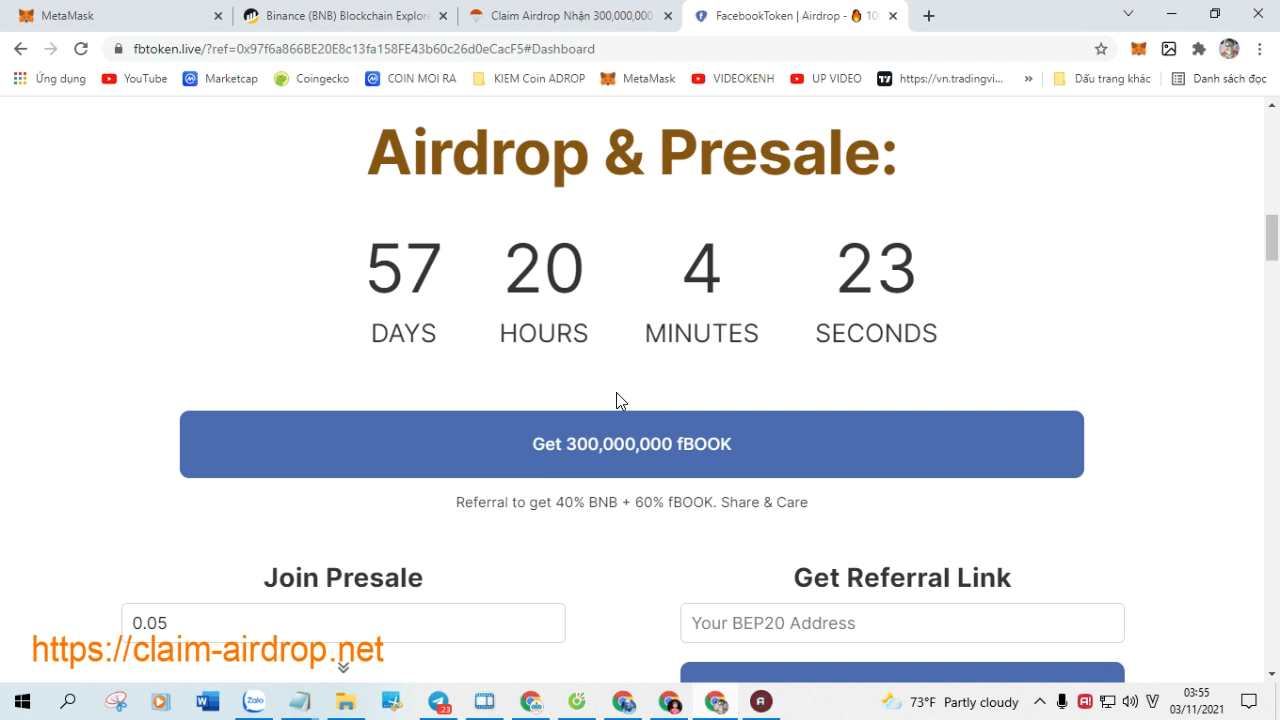 MetaMask
Binance (BNB) Blockchain Explore
Claim Airdrop Nhận 300,000,000
FacebookToken | Airdrop - 🔥 10
fbtoken.live/?ref=0x97f6a866BE20E8c13fa158FE43b60c26d0eCacF5#Dashboard
Ứng dụng
YouTube
Marketcap
Coingecko
COIN MOI RA
KIEM Coin ADROP
MetaMask
VIDEOKENH
UP VIDEO
https://vn.tradingvi...
»
Dấu trang khác
Danh sách đọc
Airdrop & Presale:
57 20 4 23
DAYS HOURS MINUTES SECONDS
Get 300,000,000 fBOOK
Referral to get 40% BNB + 60% fBOOK. Share & Care
Join Presale
Get Referral Link
0.05
Your BEP20 Address
https://claim-airdrop.net
Zalo
23
73°F Partly cloudy
03:55
03/11/2021